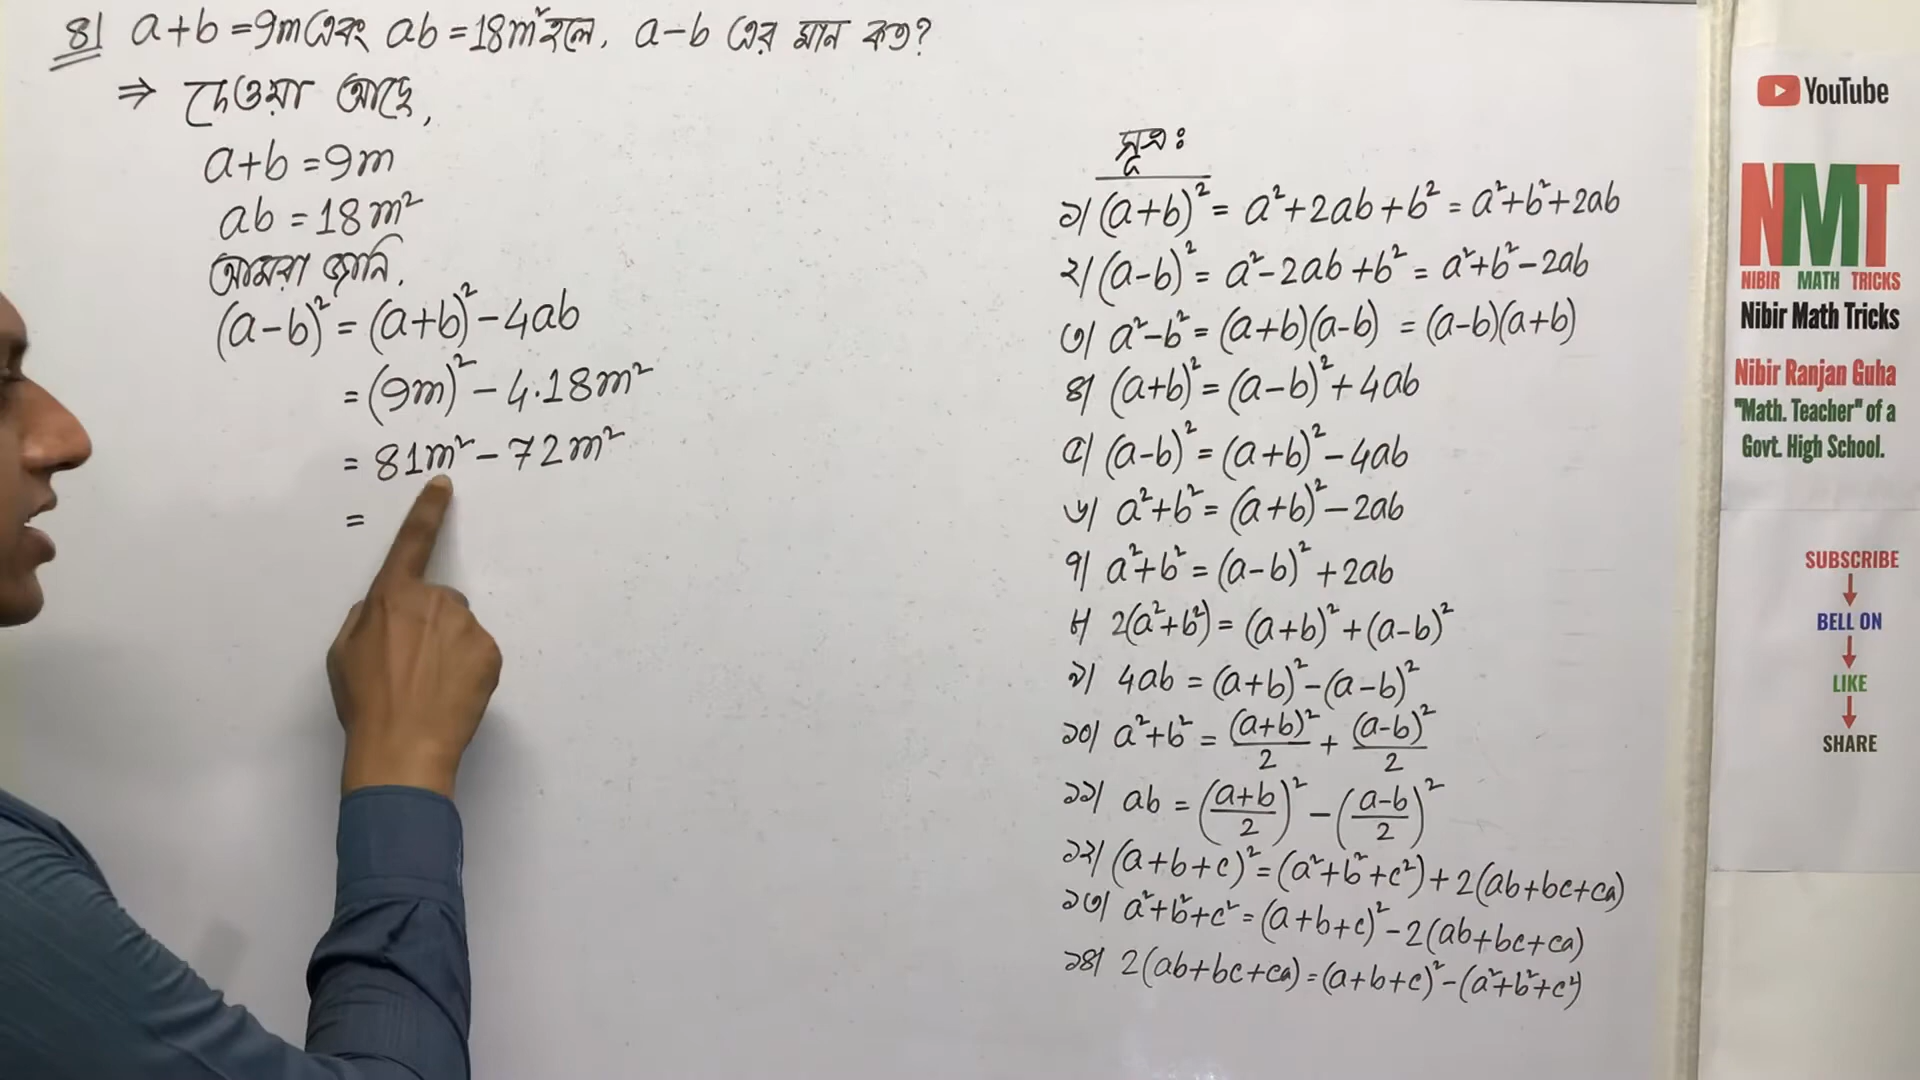 ৪। a+b=9m এবং ab=18m² হলে, a-b এর মান কত?
⇒ দেওয়া আছে,
a+b=9m
ab=18m²
আমরা জানি,
(a-b)²=(a+b)²-4ab
=(9m)²-4.18m²
=81m²-72m²
=
সূত্রঃ
১। (a+b)²= a²+2ab+b² = a²+b²+2ab
২। (a-b)²= a²-2ab+b² = a²+b²-2ab
৩। a²-b²= (a+b)(a-b) = (a-b)(a+b)
৪। (a+b)²=(a-b)²+4ab
৫। (a-b)²=(a+b)²-4ab
৬। a²+b²=(a+b)²-2ab
৭। a²+b²=(a-b)²+2ab
৮। 2(a²+b²)=(a+b)²+(a-b)²
৯। 4ab=(a+b)²-(a-b)²
১০। a²+b²=(a+b)²/2+(a-b)²/2
১১। ab=((a+b)/2)²-((a-b)/2)²
১২। (a+b+c)²=(a²+b²+c²)+2(ab+bc+ca)
১৩। a²+b²+c²=(a+b+c)²-2(ab+bc+ca)
১৪। 2(ab+bc+ca)=(a+b+c)²-(a²+b²+c²)
YouTube
NMT
NIBIR MATH TRICKS
Nibir Math Tricks
Nibir Ranjan Guha
"Math. Teacher" of a
Govt. High School.
SUBSCRIBE
↓
BELL ON
↓
LIKE
↓
SHARE